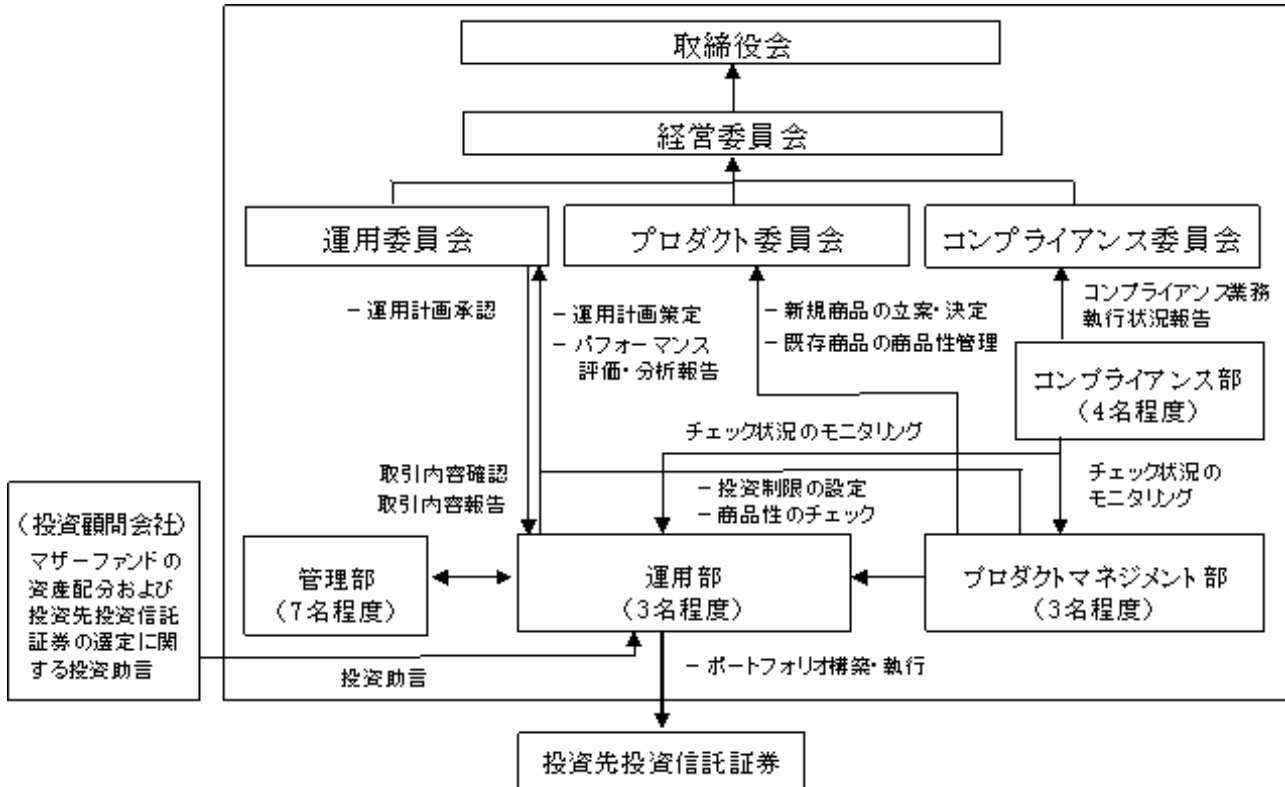 取締役会
経営委員会
運用委員会
プロダクト委員会
コンプライアンス委員会
－運用計画承認
－運用計画策定
－パフォーマンス
評価・分析報告
－新規商品の立案・決定
－既存商品の商品性管理
コンプライアンス業務
執行状況報告
コンプライアンス部
(4名程度)
チェック状況のモニタリング
チェック状況の
モニタリング
取引内容確認
取引内容報告
－投資制限の設定
－商品性のチェック
(投資顧問会社)
マザーファンドの
資産配分および
投資先投資信託
証券の選定に関
する投資助言
管理部
(7名程度)
運用部
(3名程度)
プロダクトマネジメント部
(3名程度)
投資助言
－ポートフォリオ構築・執行
投資先投資信託証券